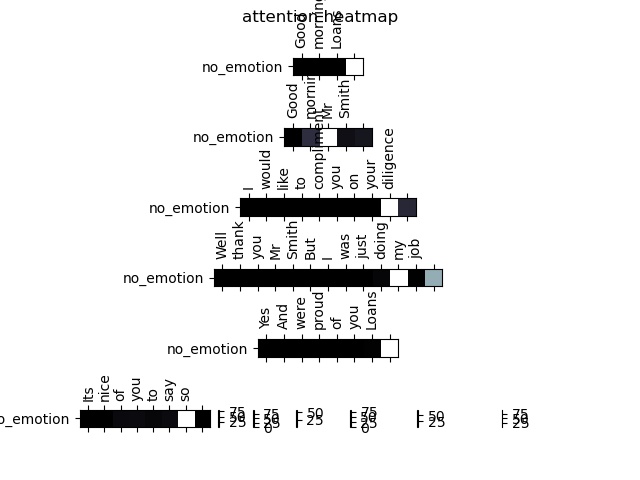 attention heatmap
Good morning Loans
no_emotion
Good morning Mr Smith
no_emotion
I would like to compliment you on your diligence
no_emotion
Well thank you Mr Smith But I was just doing my job
no_emotion
Yes And were proud of you Loans
no_emotion
Its nice of you to say so
o_emotion
75 75 50 75 50 75
50 50 25 50 25 50
25 25 25 25
0 0